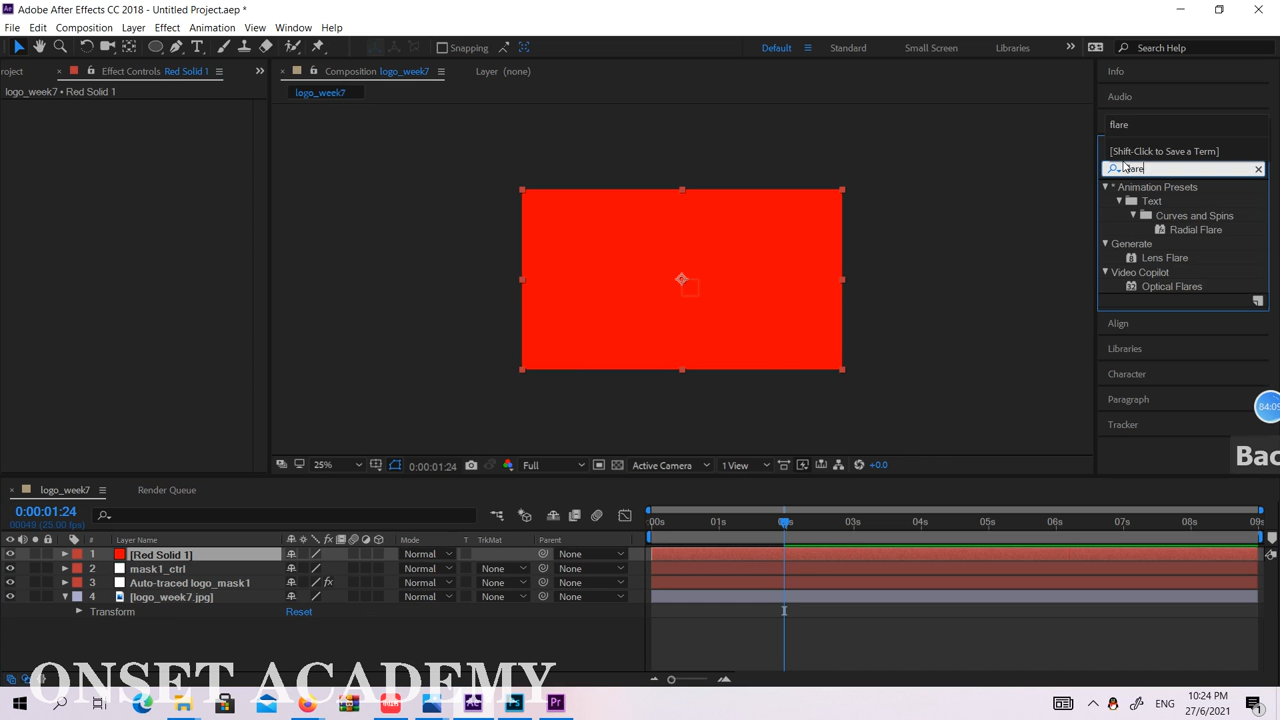 Adobe After Effects CC 2018 - Untitled Project.aep *
File Edit Composition Layer Effect Animation View Window Help
Snapping Default Standard Small Screen Libraries Search Help
roject Effect Controls Red Solid 1 Composition logo_week7 Layer (none) Info
logo_week7 • Red Solid 1 logo_week7
Audio
flare
[Shift-Click to Save a Term]
flare
* Animation Presets
Text
Curves and Spins
Radial Flare
Generate
Lens Flare
Video Copilot
Optical Flares
Align
Libraries
Character
Paragraph
Tracker
84:09
Bac
25% 0:00:01:24 Full Active Camera 1 View +0.0
logo_week7 Render Queue
0:00:01:24
00049 (25.00 fps)
:00s 01s 02s 03s 04s 05s 06s 07s 08s 09s
# Layer Name Mode T TrkMat Parent
1 [Red Solid 1] Normal None
2 mask1_ctrl Normal None None
3 Auto-traced logo_mask1 Normal None None
4 [logo_week7.jpg] Normal None None
Transform Reset
ONSET ACADEMY
ENG
10:24 PM
27/6/2021